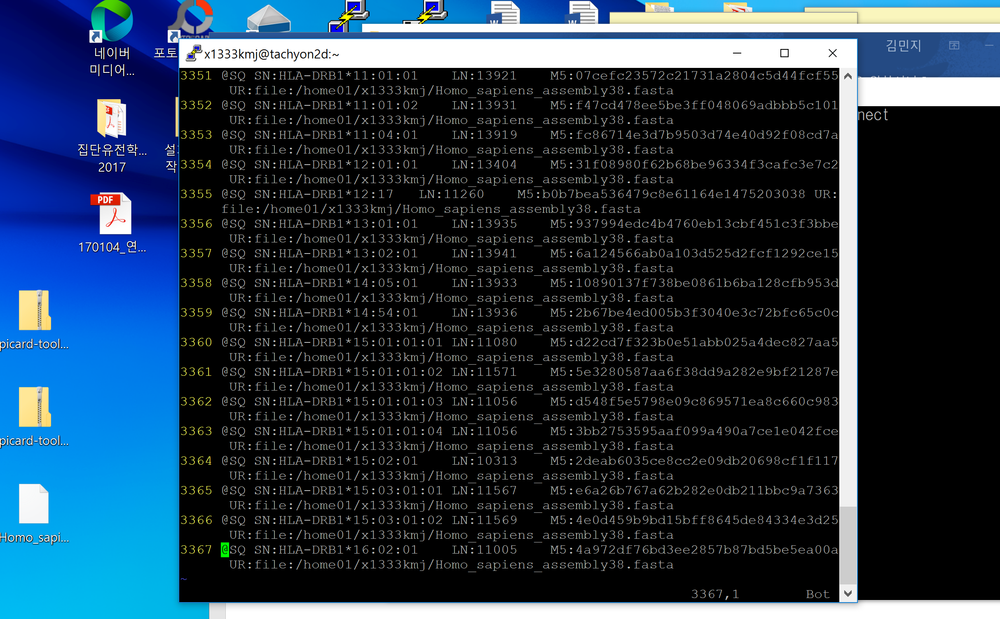 네이버
미디어...
포토
집단유전학...
2017
설
작
PDF
170104_연...
picard-tool...
picard-tool...
Homo_sapi...
김민지
nect
x1333kmj@tachyon2d:~
3351 @SQ SN:HLA-DRB1*11:01:01 LN:13921 M5:07cefc23572c21731a2804c5d44fcf55
UR:file:/home01/x1333kmj/Homo_sapiens_assembly38.fasta
3352 @SQ SN:HLA-DRB1*11:01:02 LN:13931 M5:f47cd478ee5be3ff048069adbbb5c101
UR:file:/home01/x1333kmj/Homo_sapiens_assembly38.fasta
3353 @SQ SN:HLA-DRB1*11:04:01 LN:13919 M5:fc86714e3d7b9503d74e40d92f08cd7a
UR:file:/home01/x1333kmj/Homo_sapiens_assembly38.fasta
3354 @SQ SN:HLA-DRB1*12:01:01 LN:13404 M5:31f08980f62b68be96334f3cafc3e7c2
UR:file:/home01/x1333kmj/Homo_sapiens_assembly38.fasta
3355 @SQ SN:HLA-DRB1*12:17 LN:11260 M5:b0b7bea536479c8e61164e1475203038 UR:
file:/home01/x1333kmj/Homo_sapiens_assembly38.fasta
3356 @SQ SN:HLA-DRB1*13:01:01 LN:13935 M5:937994edc4b4760eb13cbf451c3f3bbe
UR:file:/home01/x1333kmj/Homo_sapiens_assembly38.fasta
3357 @SQ SN:HLA-DRB1*13:02:01 LN:13941 M5:6a124566ab0a103d525d2fcf1292ce15
UR:file:/home01/x1333kmj/Homo_sapiens_assembly38.fasta
3358 @SQ SN:HLA-DRB1*14:05:01 LN:13933 M5:10890137f738be0861b6ba128cfb953d
UR:file:/home01/x1333kmj/Homo_sapiens_assembly38.fasta
3359 @SQ SN:HLA-DRB1*14:54:01 LN:13936 M5:2b67be4ed005b3f3040e3c72bfc65c0c
UR:file:/home01/x1333kmj/Homo_sapiens_assembly38.fasta
3360 @SQ SN:HLA-DRB1*15:01:01:01 LN:11080 M5:d22cd7f323b0e51abb025a4dec827aa5
UR:file:/home01/x1333kmj/Homo_sapiens_assembly38.fasta
3361 @SQ SN:HLA-DRB1*15:01:01:02 LN:11571 M5:5e3280587aa6f38dd9a282e9bf21287e
UR:file:/home01/x1333kmj/Homo_sapiens_assembly38.fasta
3362 @SQ SN:HLA-DRB1*15:01:01:03 LN:11056 M5:d548f5e5798e09c869571ea8c660c983
UR:file:/home01/x1333kmj/Homo_sapiens_assembly38.fasta
3363 @SQ SN:HLA-DRB1*15:01:01:04 LN:11056 M5:3bb2753595aaf099a490a7ce1e042fce
UR:file:/home01/x1333kmj/Homo_sapiens_assembly38.fasta
3364 @SQ SN:HLA-DRB1*15:02:01 LN:10313 M5:2deab6035ce8cc2e09db20698cf1f117
UR:file:/home01/x1333kmj/Homo_sapiens_assembly38.fasta
3365 @SQ SN:HLA-DRB1*15:03:01:01 LN:11567 M5:e6a26b767a62b282e0db211bbc9a7363
UR:file:/home01/x1333kmj/Homo_sapiens_assembly38.fasta
3366 @SQ SN:HLA-DRB1*15:03:01:02 LN:11569 M5:4e0d459b9bd15bff8645de84334e3d25
UR:file:/home01/x1333kmj/Homo_sapiens_assembly38.fasta
3367 @SQ SN:HLA-DRB1*16:02:01 LN:11005 M5:4a972df76bd3ee2857b87bd5be5ea00a
UR:file:/home01/x1333kmj/Homo_sapiens_assembly38.fasta
~
3367,1 Bot